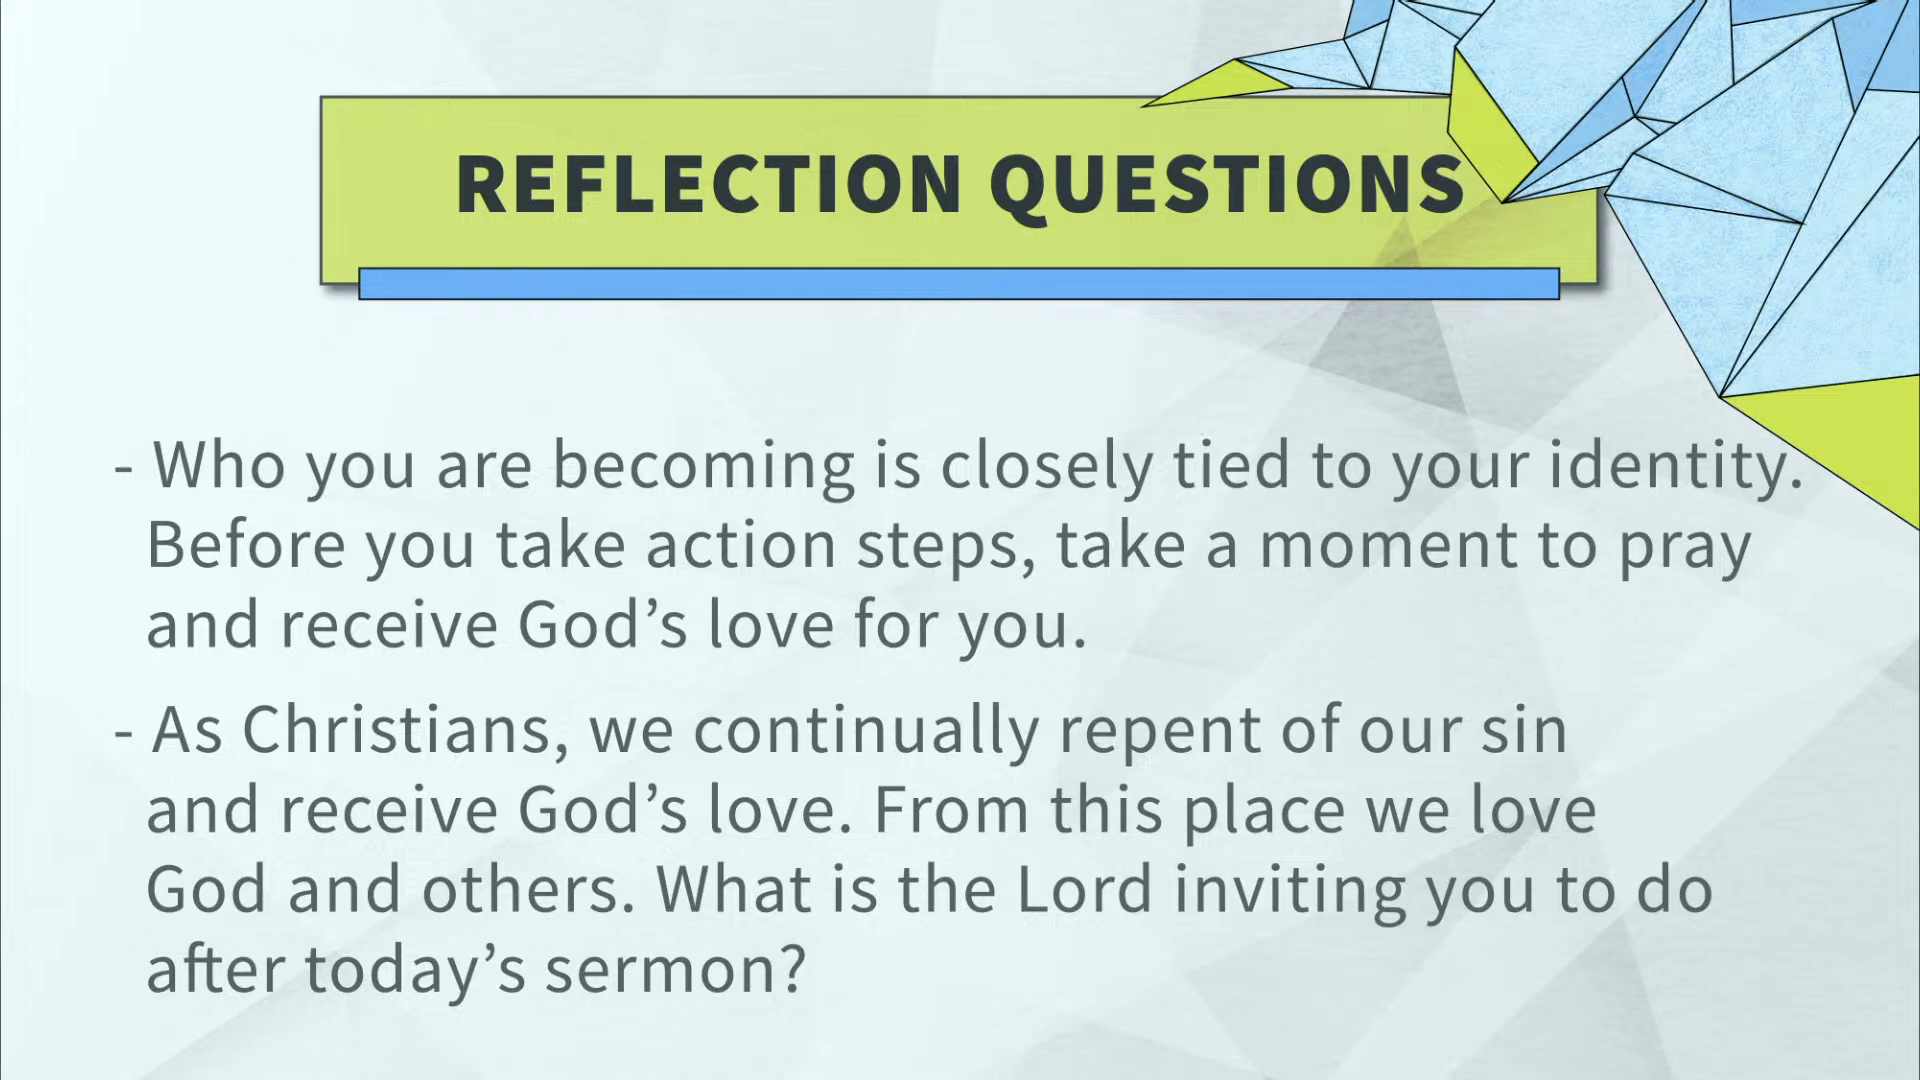 REFLECTION QUESTIONS
- Who you are becoming is closely tied to your identity.
Before you take action steps, take a moment to pray
and receive God’s love for you.
- As Christians, we continually repent of our sin
and receive God’s love. From this place we love
God and others. What is the Lord inviting you to do
after today’s sermon?